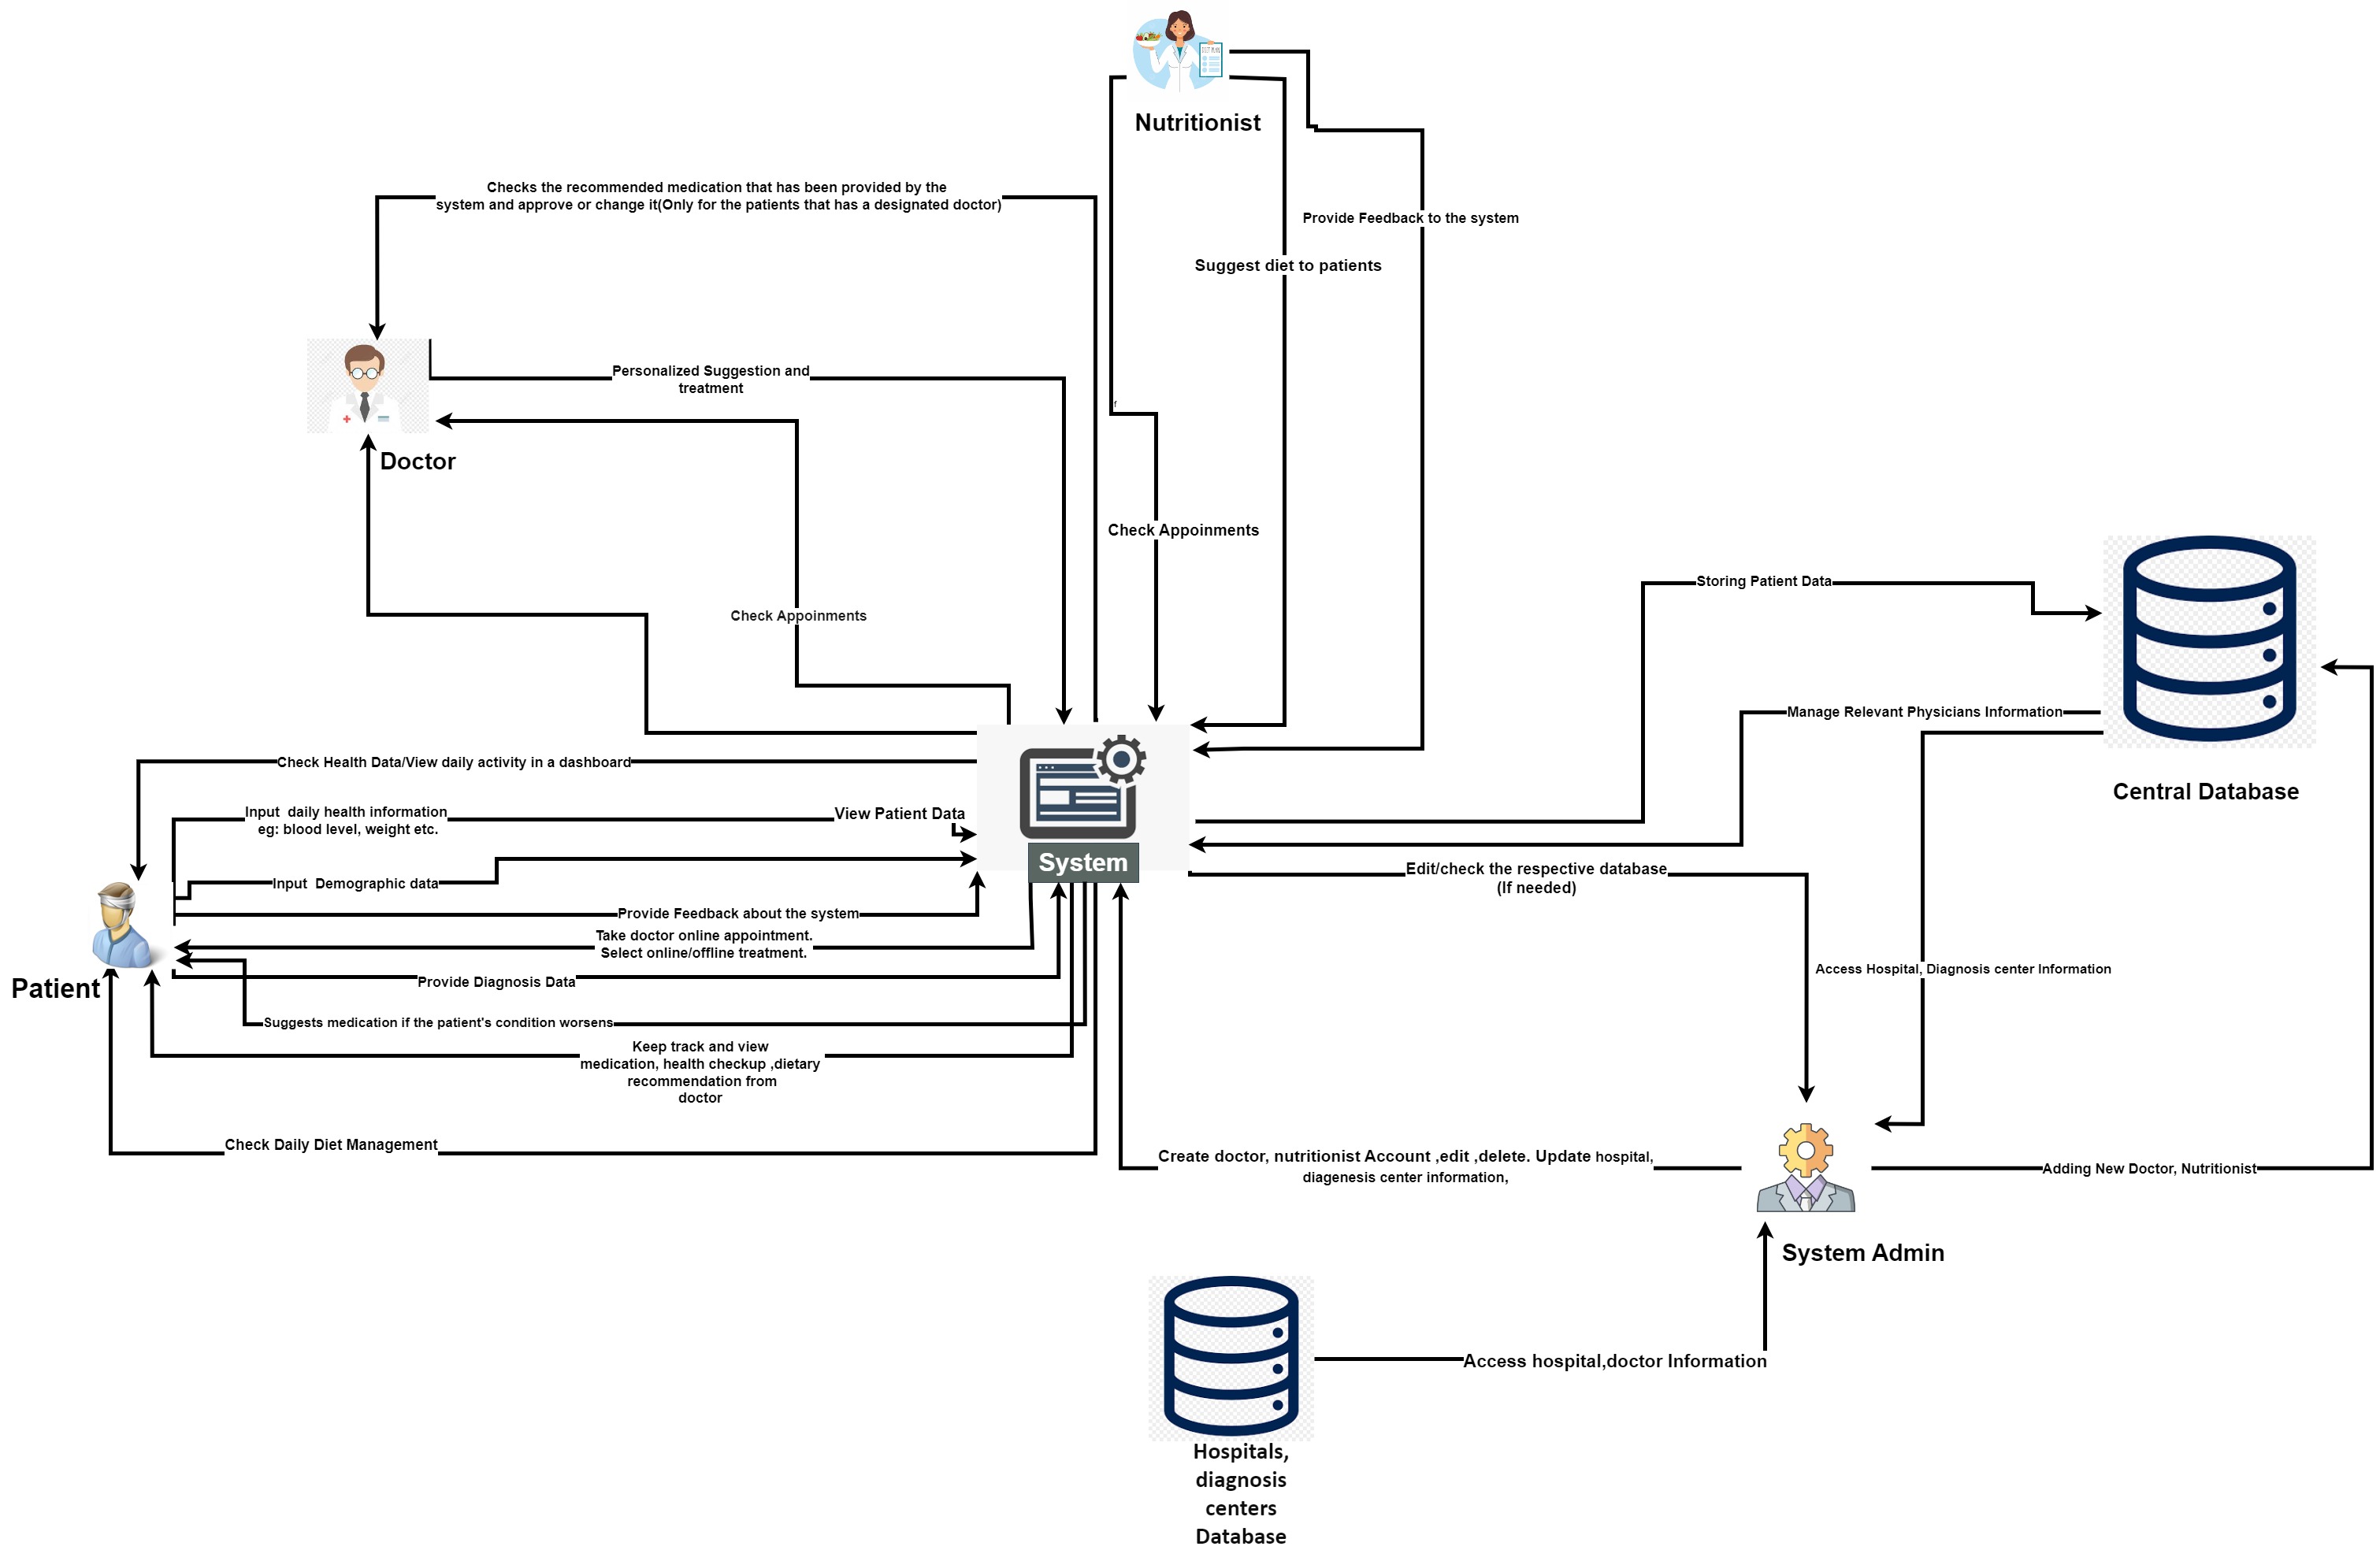 Nutritionist
Checks the recommended medication that has been provided by the
system and approve or change it(Only for the patients that has a designated doctor)
Provide Feedback to the system
Suggest diet to patients
Personalized Suggestion and
treatment
f
Doctor
Check Appoinments
Check Appoinments
Storing Patient Data
Manage Relevant Physicians Information
Central Database
Check Health Data/View daily activity in a dashboard
Input  daily health information
eg: blood level, weight etc.
View Patient Data
System
Edit/check the respective database
(If needed)
Input  Demographic data
Provide Feedback about the system
Take doctor online appointment.
Select online/offline treatment.
Access Hospital, Diagnosis center Information
Patient
Provide Diagnosis Data
Suggests medication if the patient's condition worsens
Keep track and view
medication, health checkup ,dietary
recommendation from
doctor
Check Daily Diet Management
Create doctor, nutritionist Account ,edit ,delete. Update hospital,
diagenesis center information,
Adding New Doctor, Nutritionist
System Admin
Access hospital,doctor Information
Hospitals,
diagnosis
centers
Database